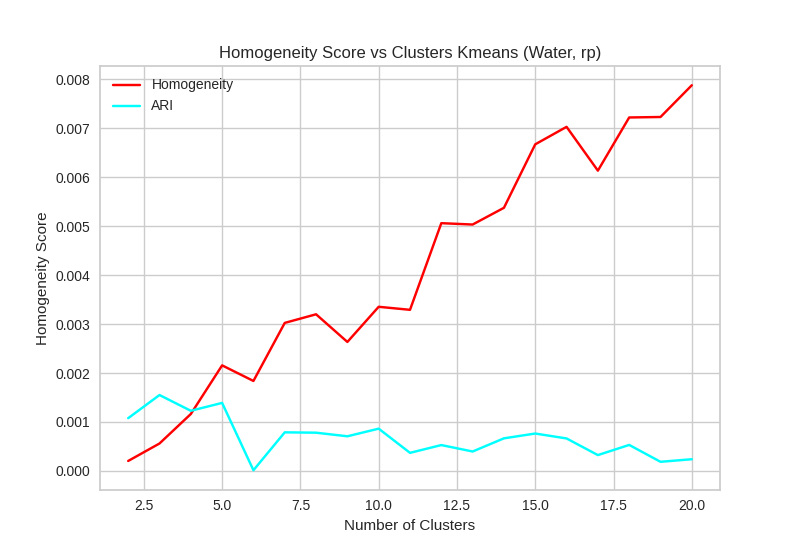 Homogeneity Score vs Clusters Kmeans (Water, rp)
Homogeneity
ARI
0.008
0.007
0.006
0.005
0.004
0.003
0.002
0.001
0.000
Homogeneity Score
2.5 5.0 7.5 10.0 12.5 15.0 17.5 20.0
Number of Clusters